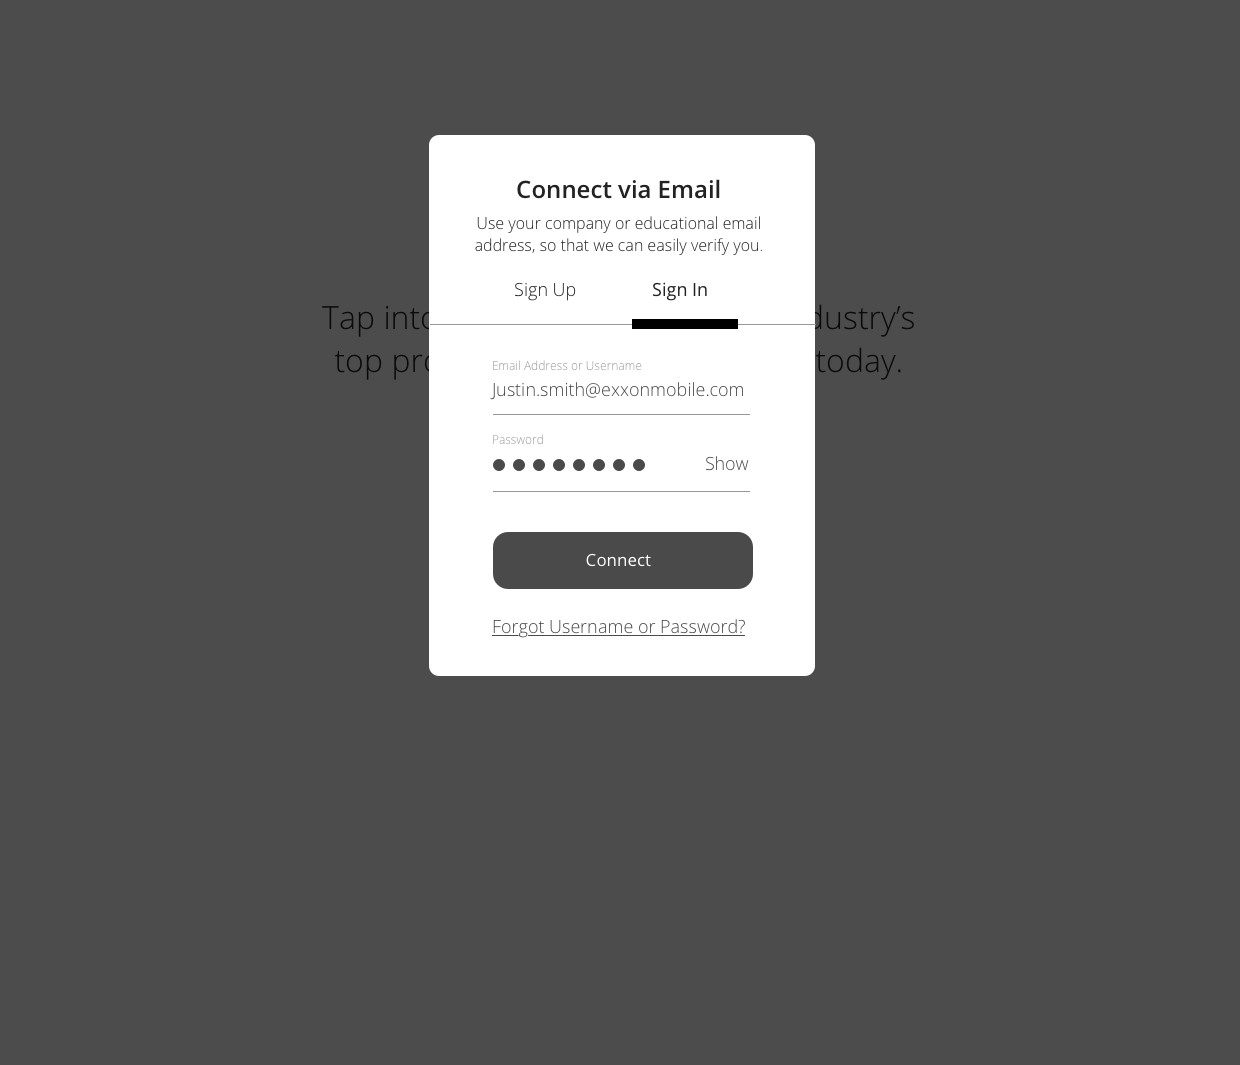 Connect via Email
Use your company or educational email
address, so that we can easily verify you.
Sign Up Sign In
Tap into dustry’s
top pro today.
Email Address or Username
Justin.smith@exxonmobile.com
Password
Show
Connect
Forgot Username or Password?